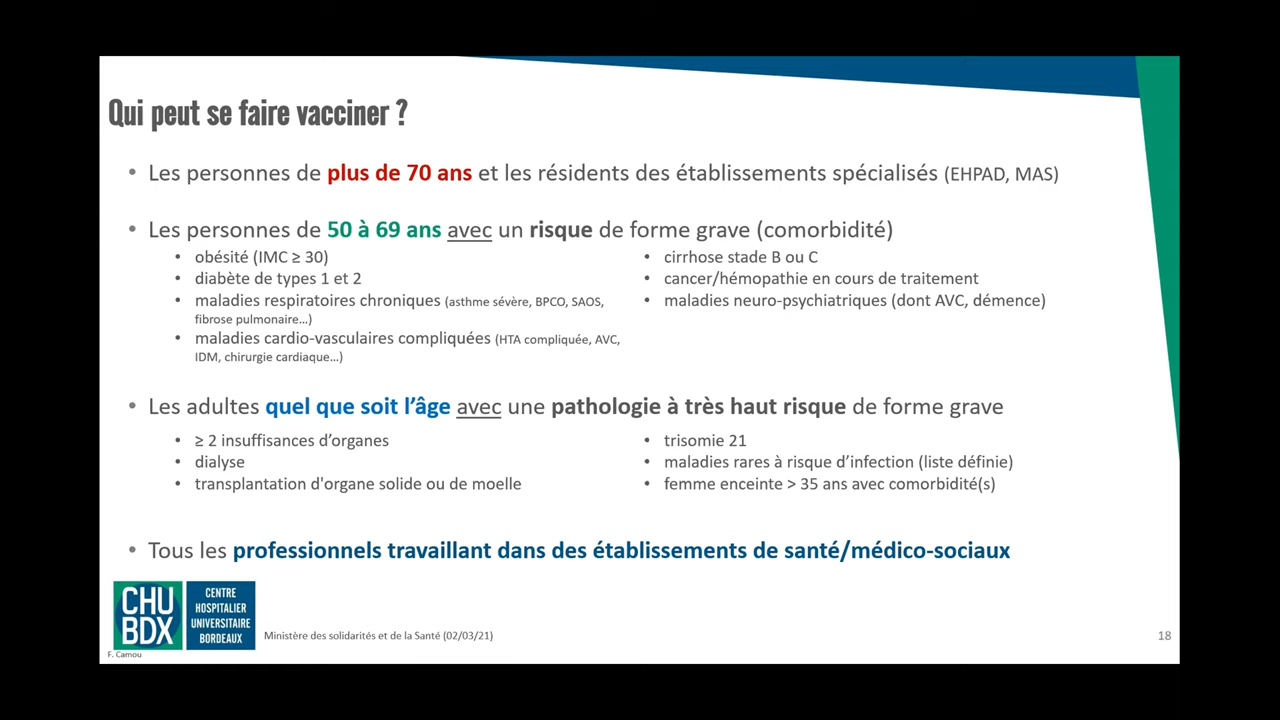 Qui peut se faire vacciner ?
• Les personnes de plus de 70 ans et les résidents des établissements spécialisés (EHPAD, MAS)
• Les personnes de 50 à 69 ans avec un risque de forme grave (comorbidité)
• obésité (IMC ≥ 30)
• diabète de types 1 et 2
• maladies respiratoires chroniques (asthme sévère, BPCO, SAOS,
fibrose pulmonaire…)
• maladies cardio-vasculaires compliquées (HTA compliquée, AVC,
IDM, chirurgie cardiaque…)
• cirrhose stade B ou C
• cancer/hémopathie en cours de traitement
• maladies neuro-psychiatriques (dont AVC, démence)
• Les adultes quel que soit l’âge avec une pathologie à très haut risque de forme grave
• ≥ 2 insuffisances d’organes
• dialyse
• transplantation d'organe solide ou de moelle
• trisomie 21
• maladies rares à risque d’infection (liste définie)
• femme enceinte > 35 ans avec comorbidité(s)
• Tous les professionnels travaillant dans des établissements de santé/médico-sociaux
CHU
BDX
CENTRE
HOSPITALIER
UNIVERSITAIRE
BORDEAUX
Ministère des solidarités et de la Santé (02/03/21)
18
F. Camou